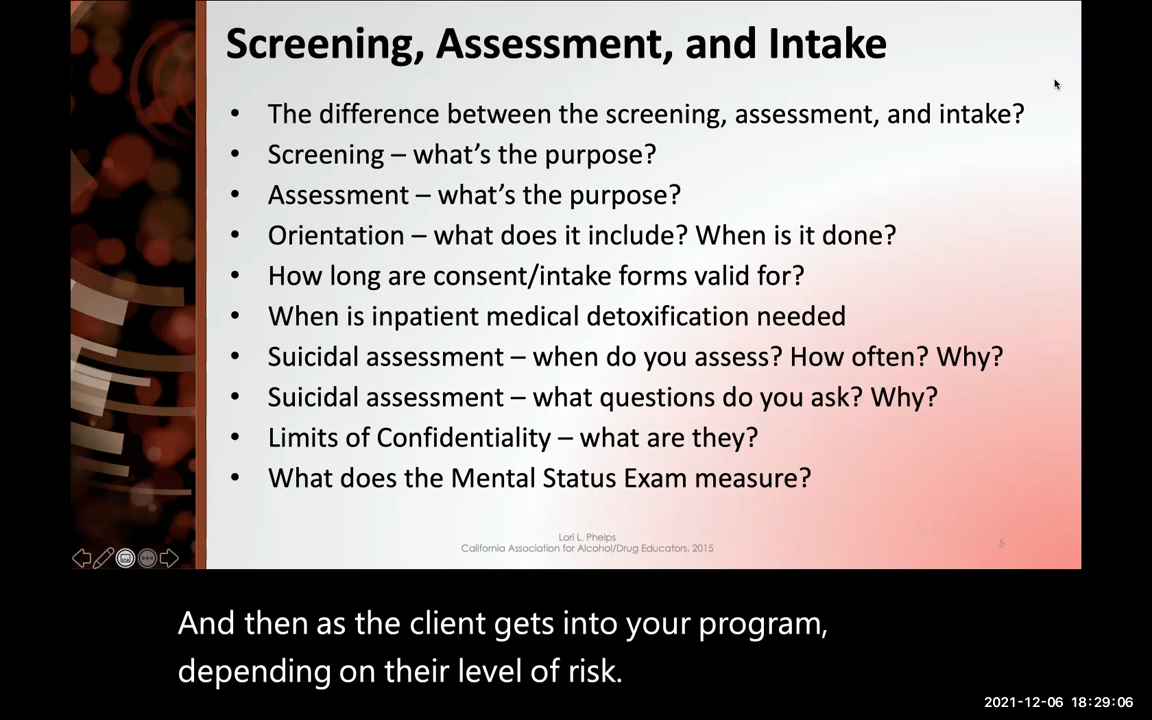 Screening, Assessment, and Intake
• The difference between the screening, assessment, and intake?
• Screening – what's the purpose?
• Assessment – what's the purpose?
• Orientation – what does it include? When is it done?
• How long are consent/intake forms valid for?
• When is inpatient medical detoxification needed
• Suicidal assessment – when do you assess? How often? Why?
• Suicidal assessment – what questions do you ask? Why?
• Limits of Confidentiality – what are they?
• What does the Mental Status Exam measure?
Lori L. Phelps
California Association for Alcohol/Drug Educators, 2015
5
And then as the client gets into your program,
depending on their level of risk.
2021-12-06 18:29:06